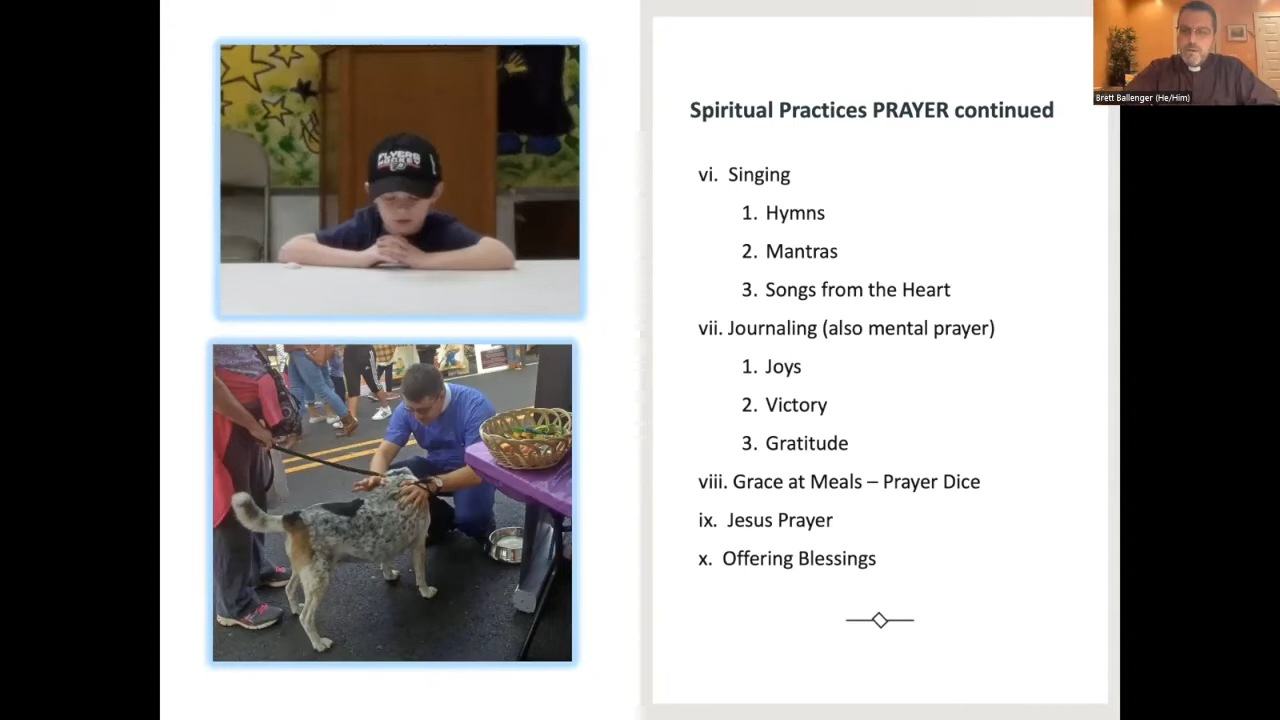 Spiritual Practices PRAYER continued
vi. Singing
1. Hymns
2. Mantras
3. Songs from the Heart
vii. Journaling (also mental prayer)
1. Joys
2. Victory
3. Gratitude
viii. Grace at Meals – Prayer Dice
ix. Jesus Prayer
x. Offering Blessings
Brett Ballenger (He/Him)
FLYERS
HOCKEY